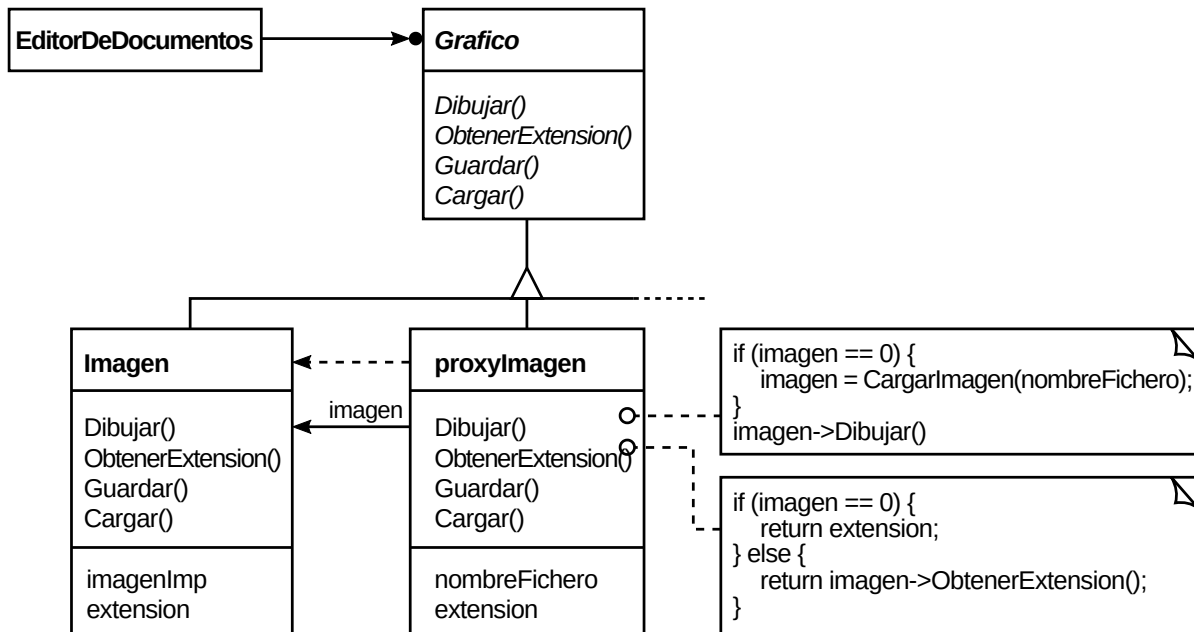 EditorDeDocumentos
Grafico
Dibujar()
ObtenerExtension()
Guardar()
Cargar()
Imagen
Dibujar()
ObtenerExtension()
Guardar()
Cargar()
imagenImp
extension
imagen
proxyImagen
Dibujar()
ObtenerExtension()
Guardar()
Cargar()
nombreFichero
extension
if (imagen == 0) {
imagen = CargarImagen(nombreFichero);
}
imagen->Dibujar()
if (imagen == 0) {
return extension;
} else {
return imagen->ObtenerExtension();
}